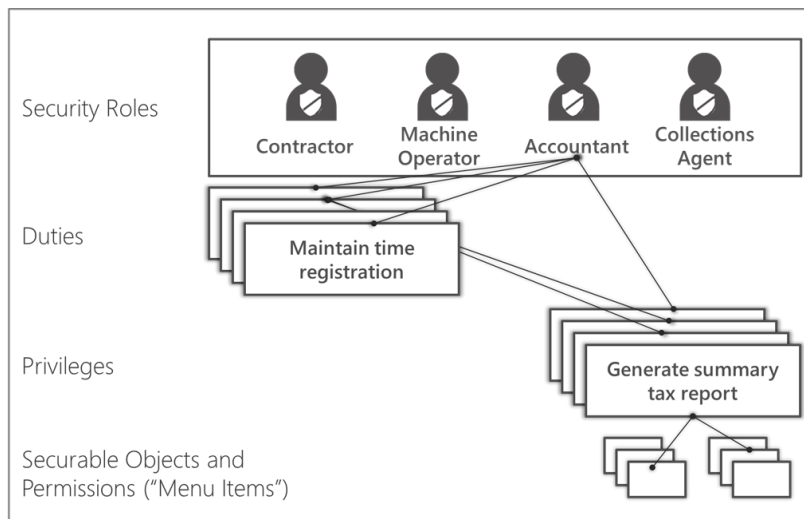 Security Roles
Contractor
Machine
Operator
Accountant
Collections
Agent
Duties
Maintain time
registration
Privileges
Generate summary
tax report
Securable Objects and
Permissions (“Menu Items”)